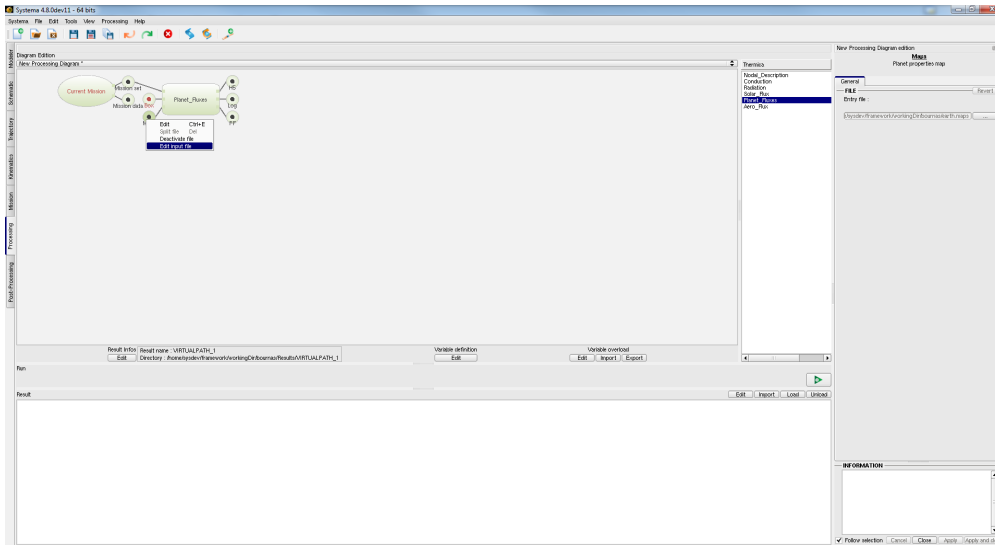 Systema 4.8.0dev11 - 64 bits
Systema File Edit Tools View Processing Help
Modeler
Schematic
Trajectory
Kinematics
Mission
Processing
Post-Processing
Diagram Edition
New Processing Diagram *
Current Mission
Mission set
Mission data
Planet_Fluxes
HS
Log
PF
Edit Ctrl+E
Split file Del
Deactivate file
Edit input file
Thermica
Nodal_Description
Conduction
Radiation
Solar_Flux
Planet_Fluxes
Aero_Flux
Result Infos
Edit
Result name : VIRTUALPATH_1
Directory : /home/sysdev/framework/workingDir/bournas/Results/VIRTUALPATH_1
Variable definition
Edit
Variable overload
Edit Import Export
Run
Result
Edit Import Load Unload
New Processing Diagram edition
Maps
Planet properties map
General
FILE
Revert
Entry file :
...
INFORMATION
Follow selection Cancel Close Apply